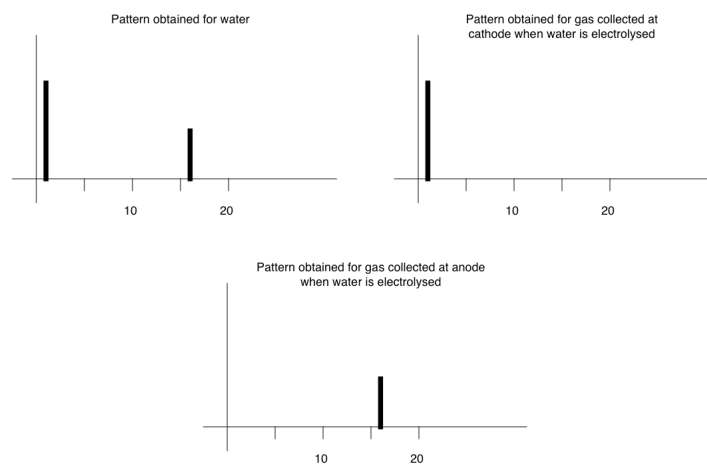 Pattern obtained for water
10
20
Pattern obtained for gas collected at
cathode when water is electrolysed
10
20
Pattern obtained for gas collected at anode
when water is electrolysed
10
20